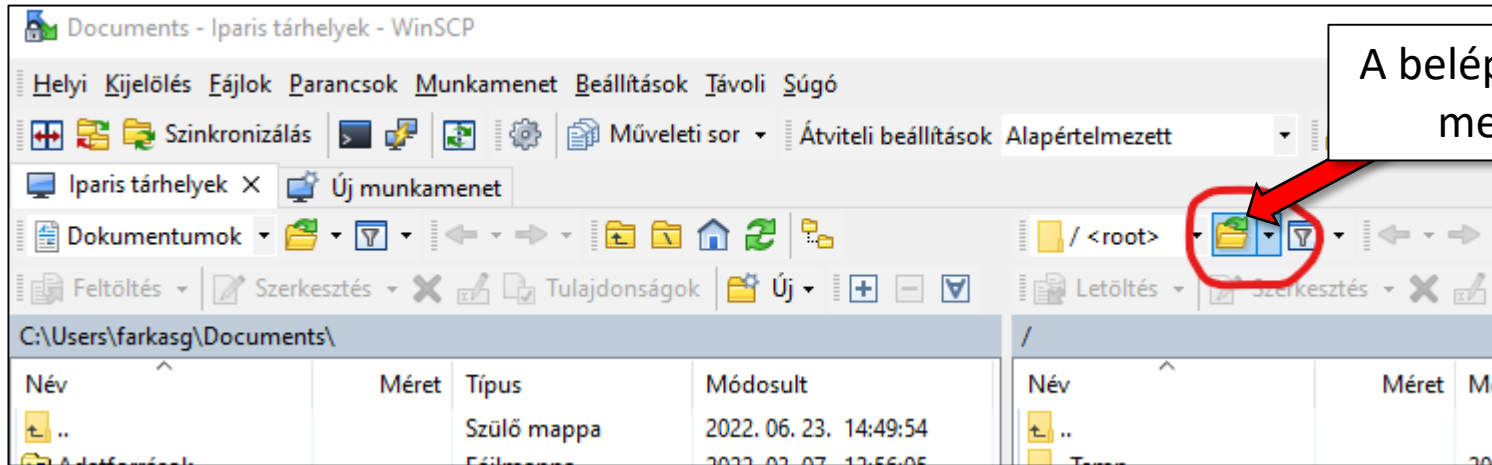 Documents - Iparis tárhelyek - WinSCP
A belép
me
Helyi Kijelölés Fájlok Parancsok Munkamenet Beállítások Távoli Súgó
Szinkronizálás Műveleti sor Átviteli beállítások Alapértelmezett
Iparis tárhelyek Új munkamenet
Dokumentumok / <root>
Feltöltés Szerkesztés Tulajdonságok Új Letöltés Szerkesztés
C:\Users\farkasg\Documents\ /
Név Méret Típus Módosult Név Méret
.. Szülő mappa 2022. 06. 23. 14:49:54 ..